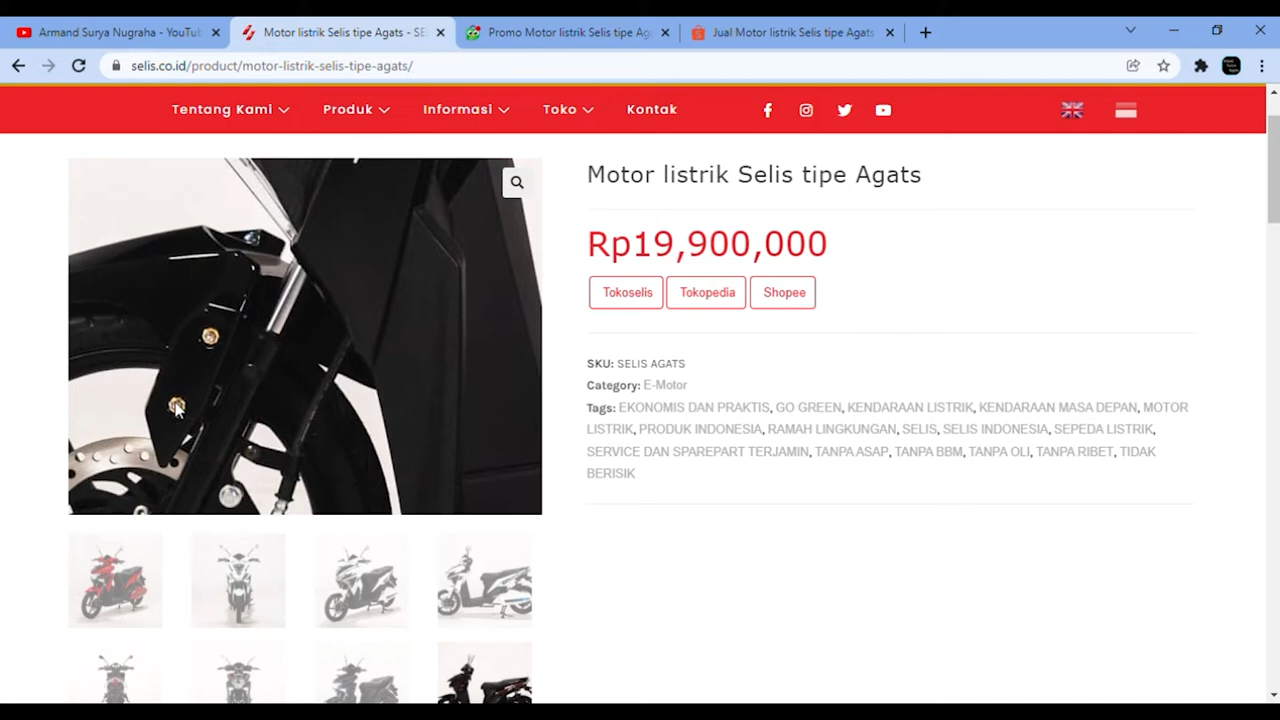 Armand Surya Nugraha - YouTub
Motor listrik Selis tipe Agats - SE
Promo Motor listrik Selis tipe Ag
Jual Motor listrik Selis tipe Agats
selis.co.id/product/motor-listrik-selis-tipe-agats/
Tentang Kami Produk Informasi Toko Kontak
Motor listrik Selis tipe Agats
Rp19,900,000
Tokoselis Tokopedia Shopee
SKU: SELIS AGATS
Category: E-Motor
Tags: EKONOMIS DAN PRAKTIS, GO GREEN, KENDARAAN LISTRIK, KENDARAAN MASA DEPAN, MOTOR
LISTRIK, PRODUK INDONESIA, RAMAH LINGKUNGAN, SELIS, SELIS INDONESIA, SEPEDA LISTRIK,
SERVICE DAN SPAREPART TERJAMIN, TANPA ASAP, TANPA BBM, TANPA OLI, TANPA RIBET, TIDAK
BERISIK